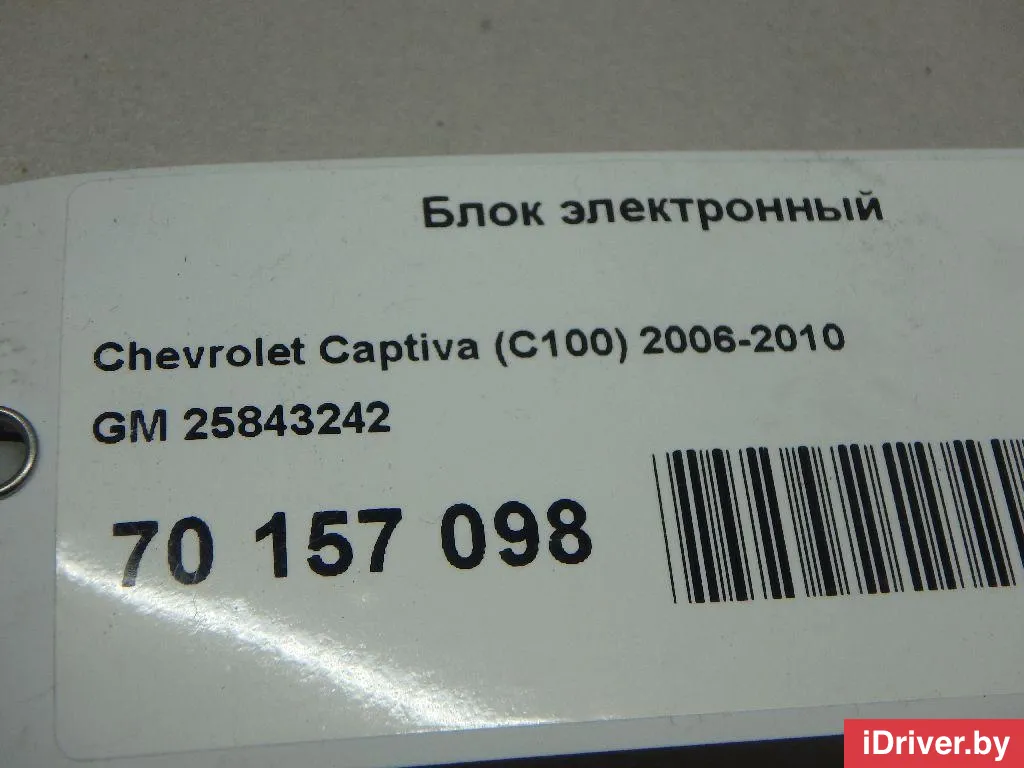 Блок электронный
Chevrolet Captiva (C100) 2006-2010
GM 25843242
70 157 098
iDriver.by